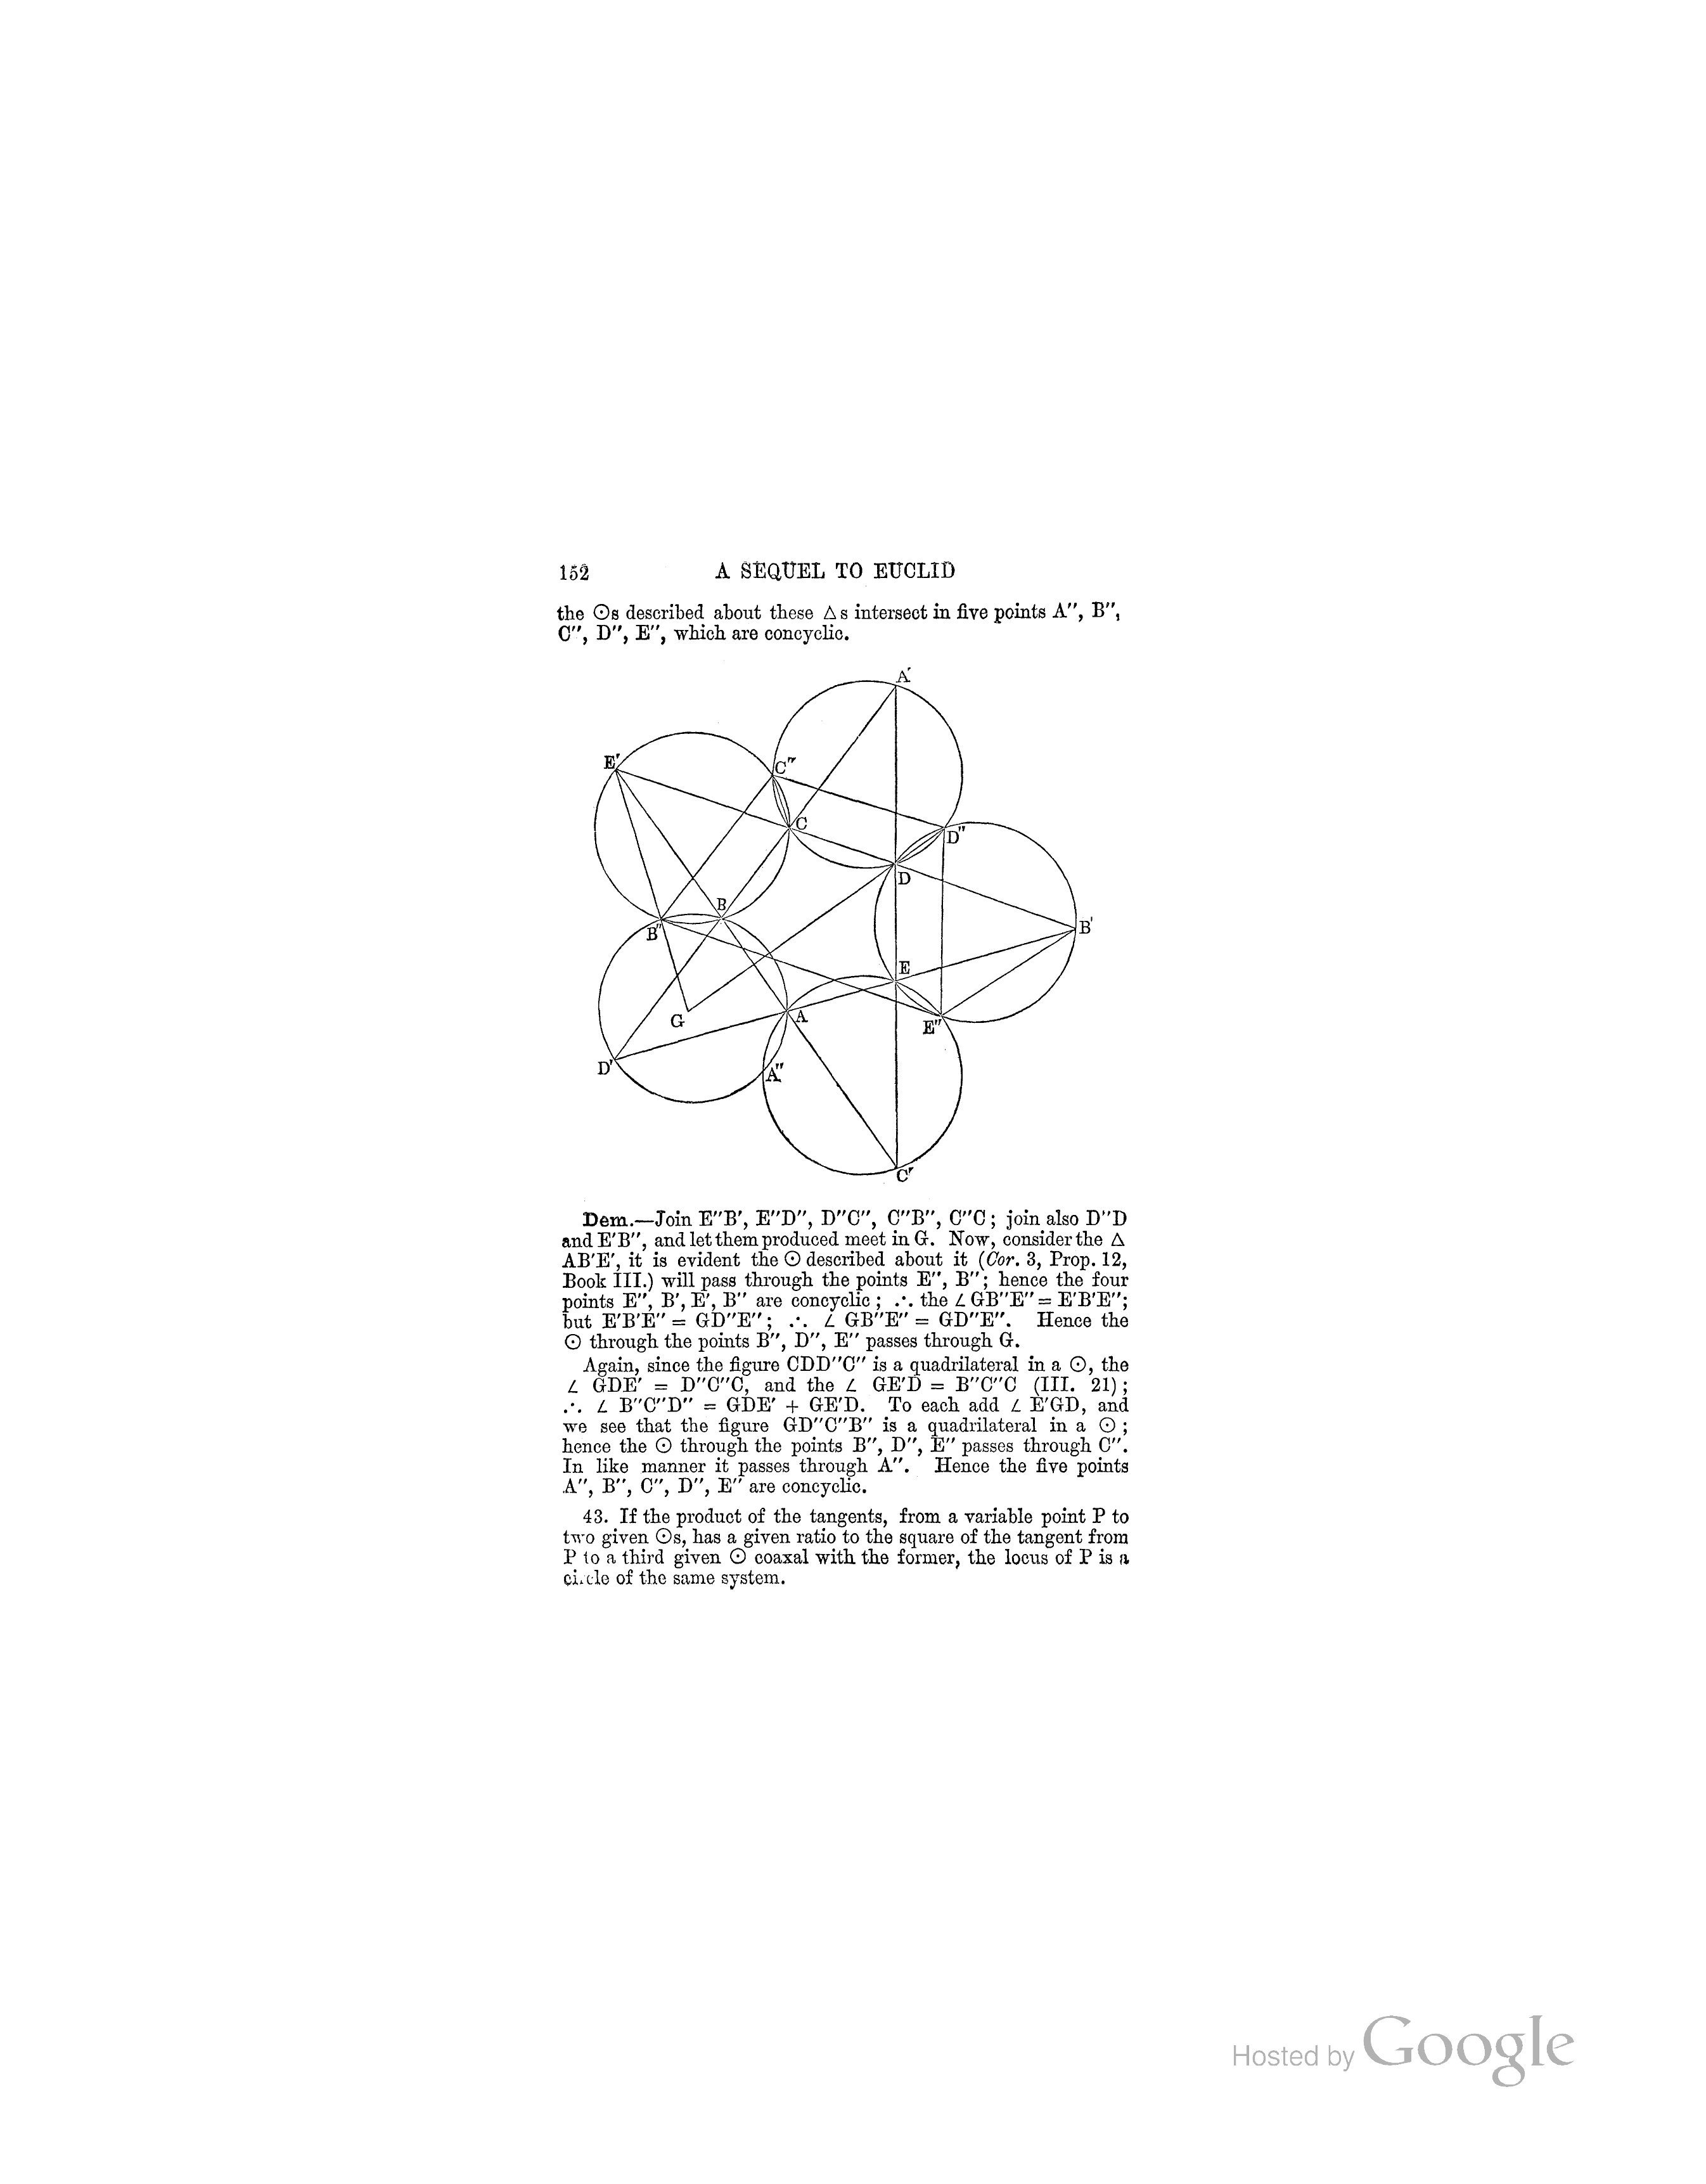 152 A SEQUEL TO EUCLID
the ⊙s described about these △s intersect in five points A″, B″,
C″, D″, E″, which are concyclic.
A′
E′
C″
C
D″
D
B
B″
B′
E
G
A
E″
D′
A″
C′
Dem.—Join E″B′, E″D″, D″C″, C″B″, C″C; join also D″D
and E′B″, and let them produced meet in G. Now, consider the △
AB′E′, it is evident the ⊙ described about it (Cor. 3, Prop. 12,
Book III.) will pass through the points E″, B″; hence the four
points E″, B′, E′, B″ are concyclic; ∴ the ∠ GB″E″ = E′B′E″;
but E′B′E″ = GD″E″; ∴ ∠ GB″E″ = GD″E″. Hence the
⊙ through the points B″, D″, E″ passes through G.
Again, since the figure CDD″C″ is a quadrilateral in a ⊙, the
∠ GDE′ = D″C″C, and the ∠ GE′D = B″C″C (III. 21);
∴ ∠ B″C″D″ = GDE′ + GE′D. To each add ∠ E′GD, and
we see that the figure GD″C″B″ is a quadrilateral in a ⊙;
hence the ⊙ through the points B″, D″, E″ passes through C″.
In like manner it passes through A″. Hence the five points
A″, B″, C″, D″, E″ are concyclic.
43. If the product of the tangents, from a variable point P to
two given ⊙s, has a given ratio to the square of the tangent from
P to a third given ⊙ coaxal with the former, the locus of P is a
circle of the same system.
Hosted by Google